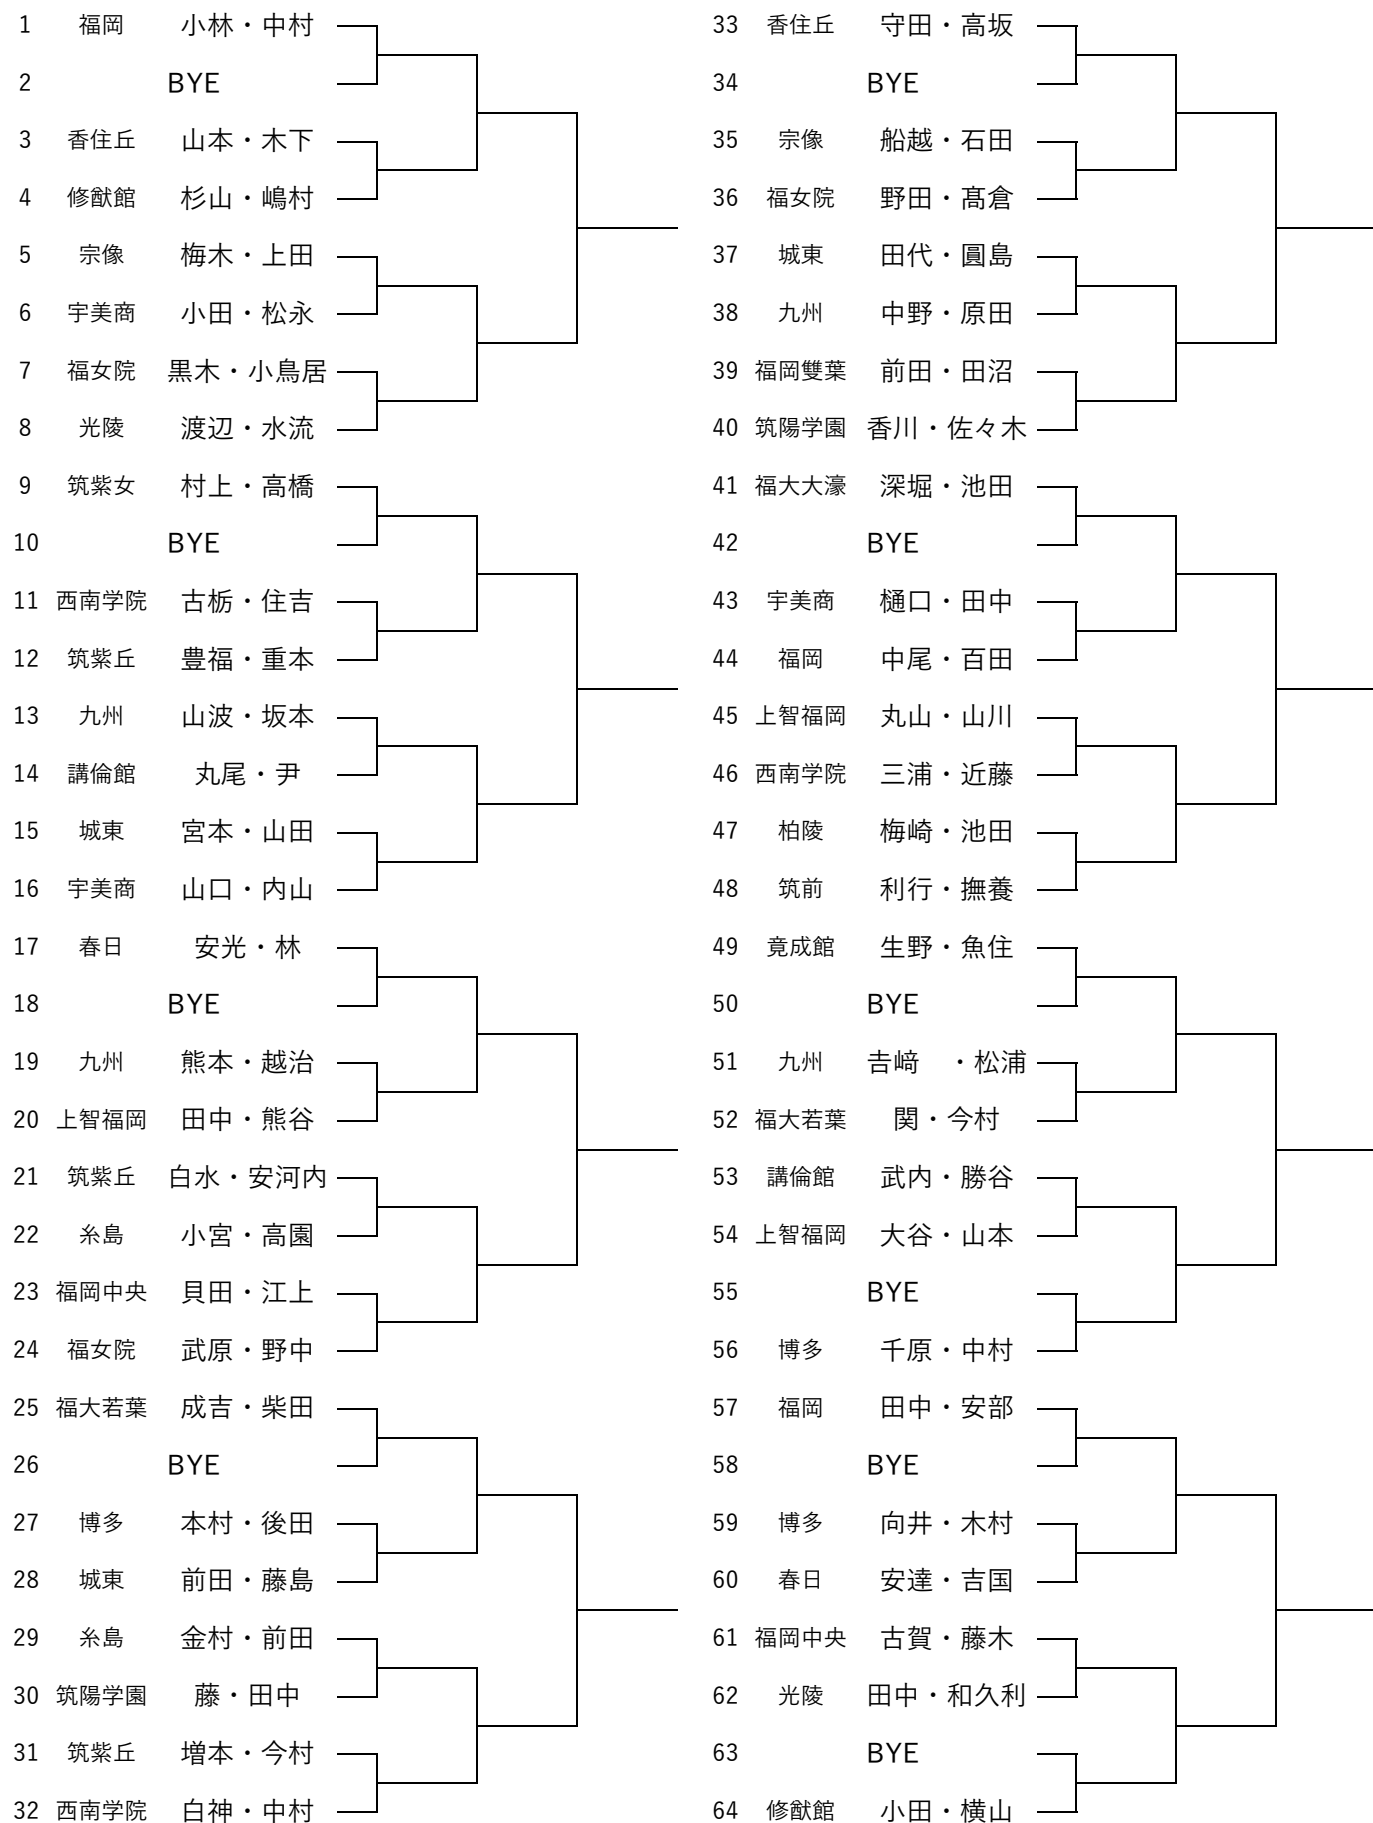 1 福岡 小林・中村
2 BYE
3 香住丘 山本・木下
4 修猷館 杉山・嶋村
5 宗像 梅木・上田
6 宇美商 小田・松永
7 福女院 黒木・小鳥居
8 光陵 渡辺・水流
9 筑紫女 村上・高橋
10 BYE
11 西南学院 古栃・住吉
12 筑紫丘 豊福・重本
13 九州 山波・坂本
14 講倫館 丸尾・尹
15 城東 宮本・山田
16 宇美商 山口・内山
17 春日 安光・林
18 BYE
19 九州 熊本・越治
20 上智福岡 田中・熊谷
21 筑紫丘 白水・安河内
22 糸島 小宮・高園
23 福岡中央 貝田・江上
24 福女院 武原・野中
25 福大若葉 成吉・柴田
26 BYE
27 博多 本村・後田
28 城東 前田・藤島
29 糸島 金村・前田
30 筑陽学園 藤・田中
31 筑紫丘 増本・今村
32 西南学院 白神・中村
33 香住丘 守田・高坂
34 BYE
35 宗像 船越・石田
36 福女院 野田・髙倉
37 城東 田代・圓島
38 九州 中野・原田
39 福岡雙葉 前田・田沼
40 筑陽学園 香川・佐々木
41 福大大濠 深堀・池田
42 BYE
43 宇美商 樋口・田中
44 福岡 中尾・百田
45 上智福岡 丸山・山川
46 西南学院 三浦・近藤
47 柏陵 梅崎・池田
48 筑前 利行・撫養
49 竟成館 生野・魚住
50 BYE
51 九州 𠮷﨑　・松浦
52 福大若葉 関・今村
53 講倫館 武内・勝谷
54 上智福岡 大谷・山本
55 BYE
56 博多 千原・中村
57 福岡 田中・安部
58 BYE
59 博多 向井・木村
60 春日 安達・吉国
61 福岡中央 古賀・藤木
62 光陵 田中・和久利
63 BYE
64 修猷館 小田・横山